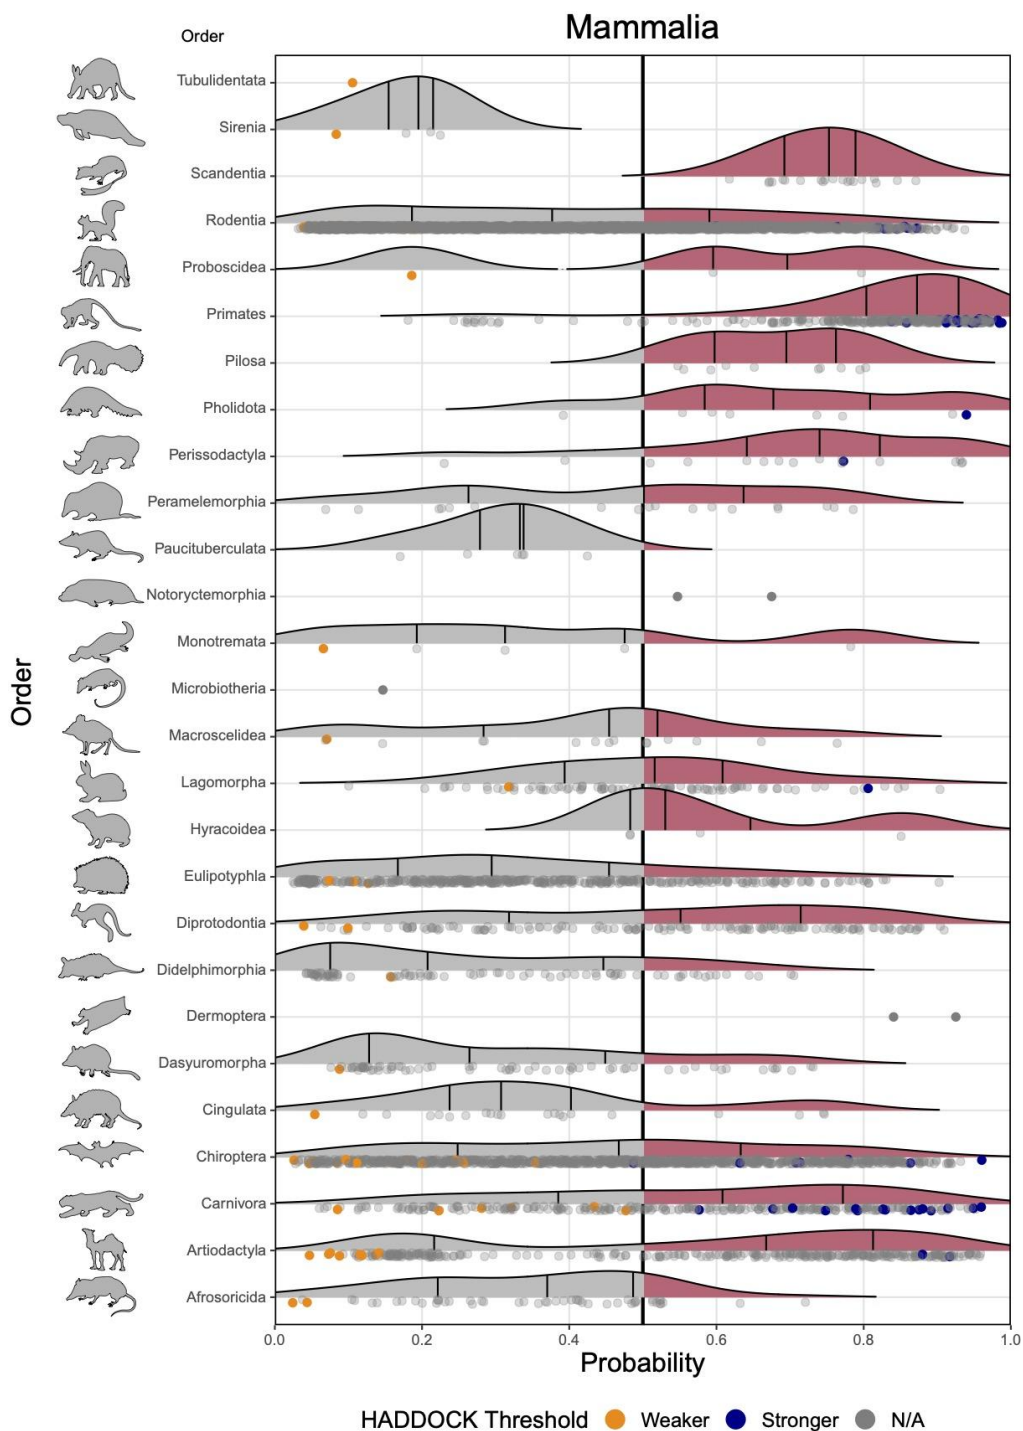 Mammalia
Order
Tubulidentata
Sirenia
Scandentia
Rodentia
Proboscidea
Primates
Pilosa
Pholidota
Perissodactyla
Peramelemorphia
Paucituberculata
Notoryctemorphia
Monotremata
Microbiotheria
Macroscelidea
Lagomorpha
Hyracoidea
Eulipotyphla
Diprotodontia
Didelphimorphia
Dermoptera
Dasyuromorpha
Cingulata
Chiroptera
Carnivora
Artiodactyla
Afrosoricida
Order
0.0 0.2 0.4 0.6 0.8 1.0
Probability
HADDOCK Threshold Weaker Stronger N/A